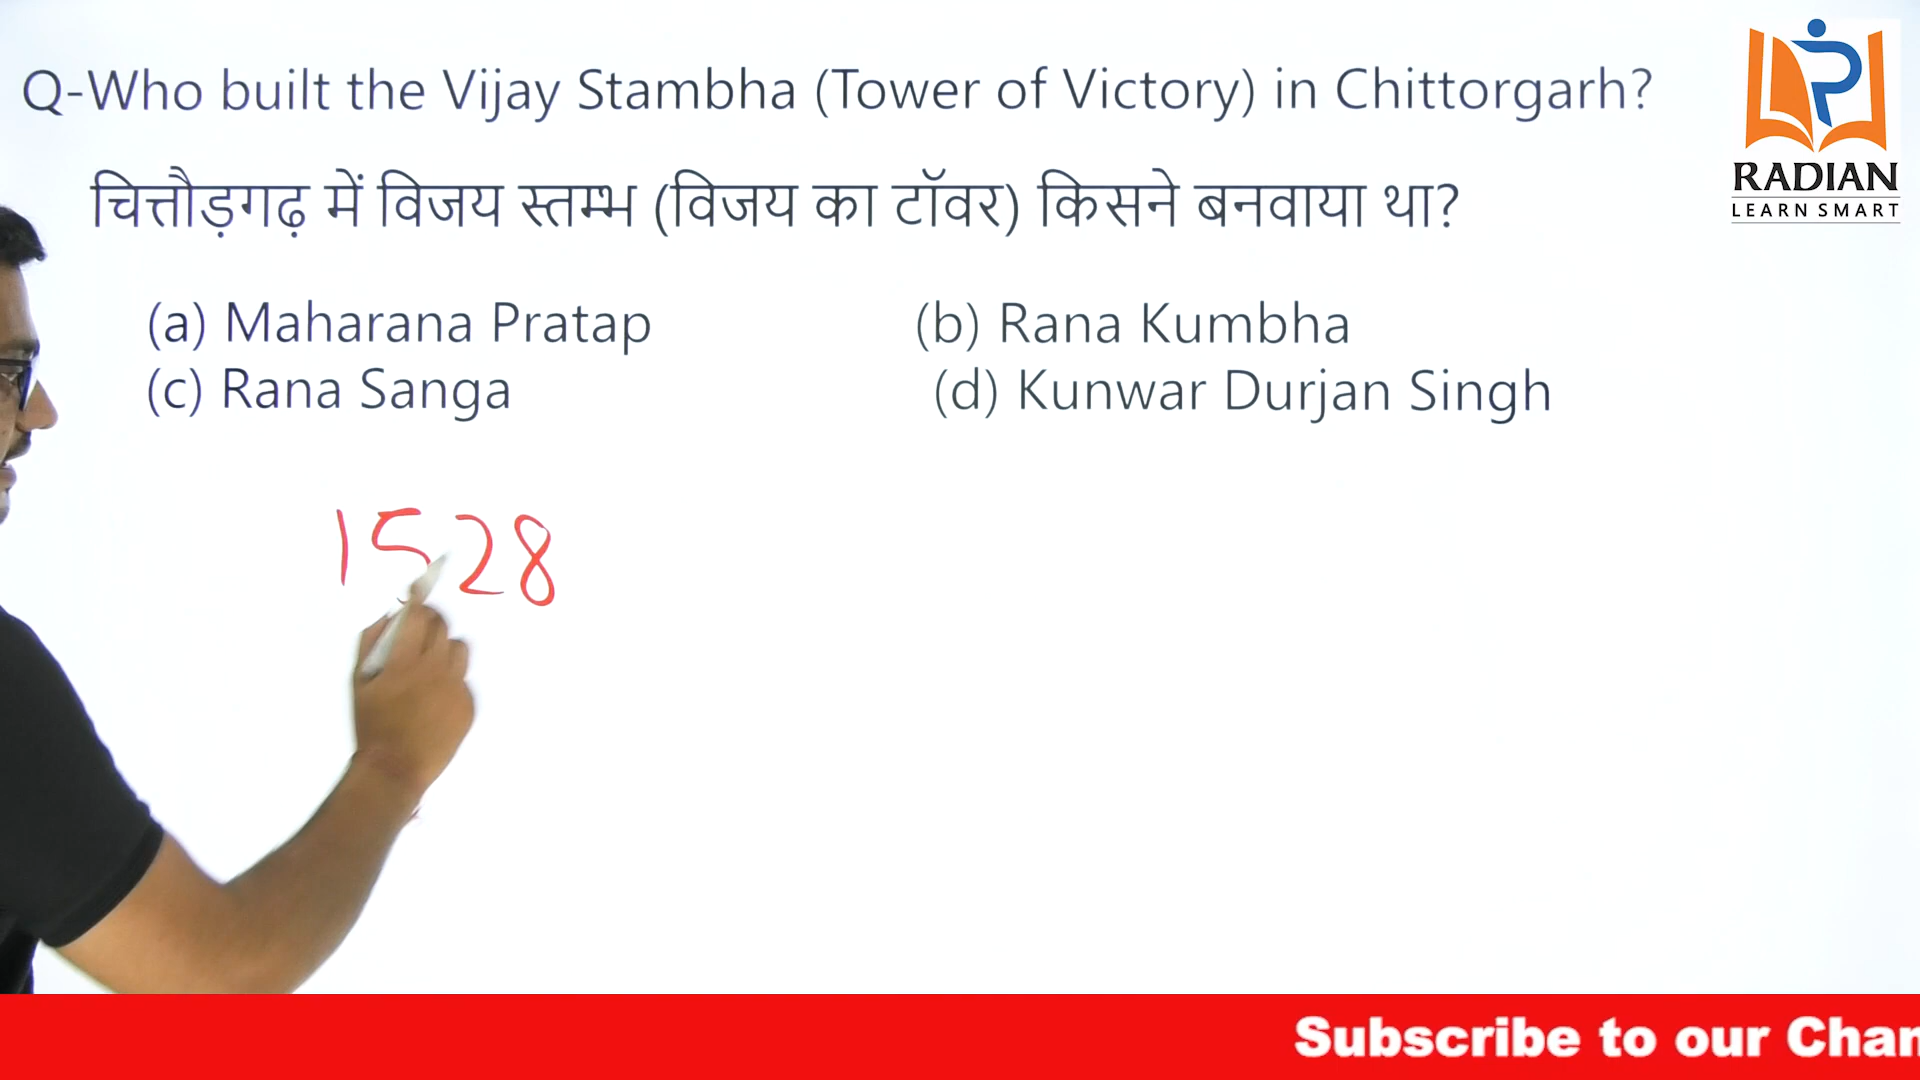 Q-Who built the Vijay Stambha (Tower of Victory) in Chittorgarh?
चित्तौड़गढ़ में विजय स्तम्भ (विजय का टॉवर) किसने बनवाया था?
(a) Maharana Pratap (b) Rana Kumbha
(c) Rana Sanga (d) Kunwar Durjan Singh
1528
RADIAN
LEARN SMART
Subscribe to our Chan